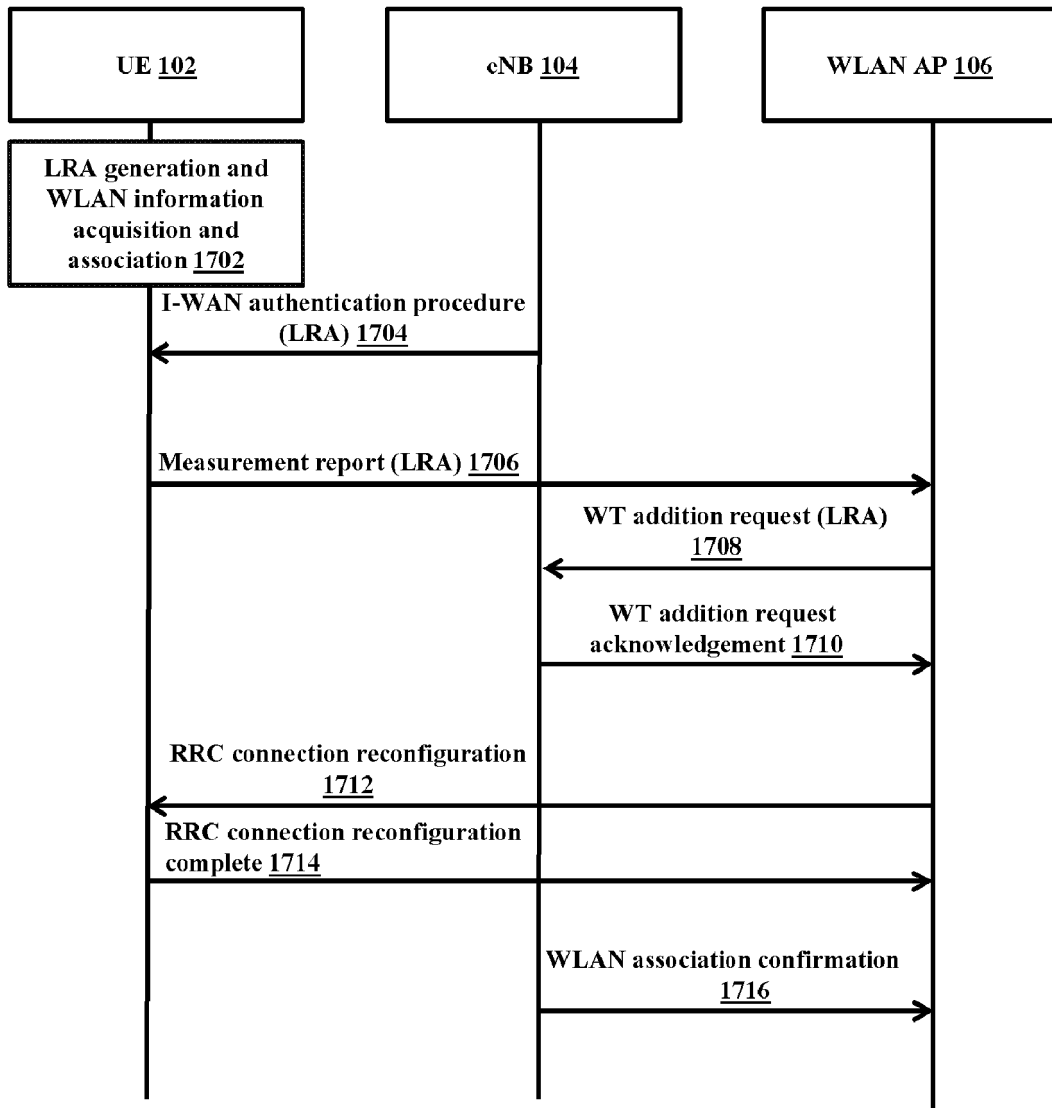 UE 102
eNB 104
WLAN AP 106
LRA generation and
WLAN information
acquisition and
association 1702
I-WAN authentication procedure
(LRA) 1704
Measurement report (LRA) 1706
WT addition request (LRA)
1708
WT addition request
acknowledgement 1710
RRC connection reconfiguration
1712
RRC connection reconfiguration
complete 1714
WLAN association confirmation
1716